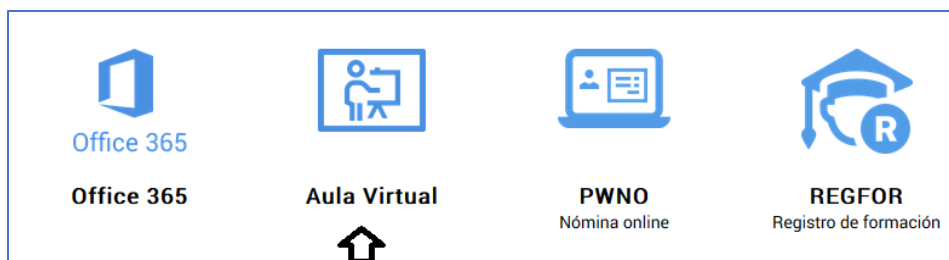 Office 365
Office 365
Aula Virtual
PWNO
Nómina online
R
REGFOR
Registro de formación